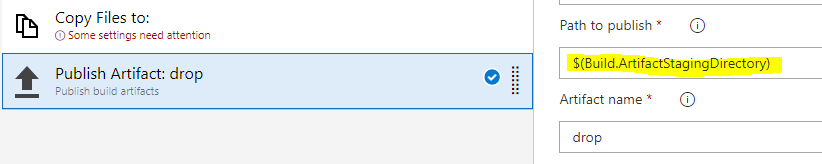 Copy Files to:
Some settings need attention
Publish Artifact: drop
Publish build artifacts
Path to publish *
$(Build.ArtifactStagingDirectory)
Artifact name *
drop